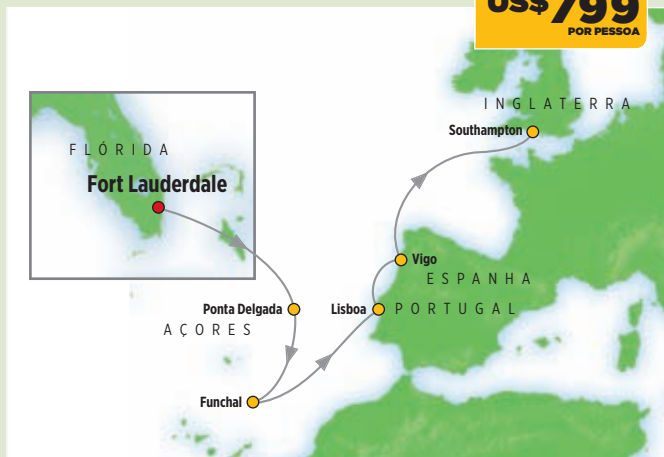 US$ 799
POR PESSOA
INGLATERRA
Southampton
FLÓRIDA
Fort Lauderdale
Vigo
ESPANHA
Ponta Delgada
Lisboa
PORTUGAL
AÇORES
Funchal